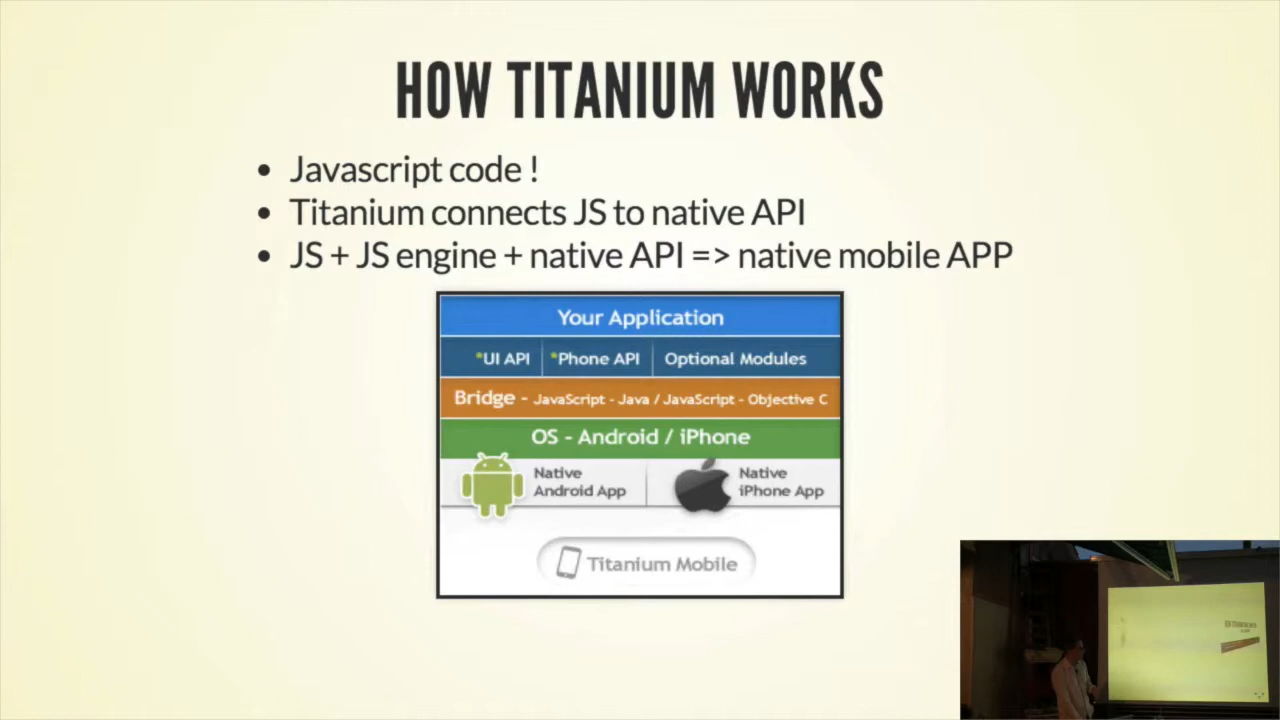 HOW TITANIUM WORKS
• Javascript code !
• Titanium connects JS to native API
• JS + JS engine + native API => native mobile APP
Your Application
*UI API
*Phone API
Optional Modules
Bridge - JavaScript - Java / JavaScript - Objective C
OS - Android / iPhone
Native
Android App
Native
iPhone App
Titanium Mobile